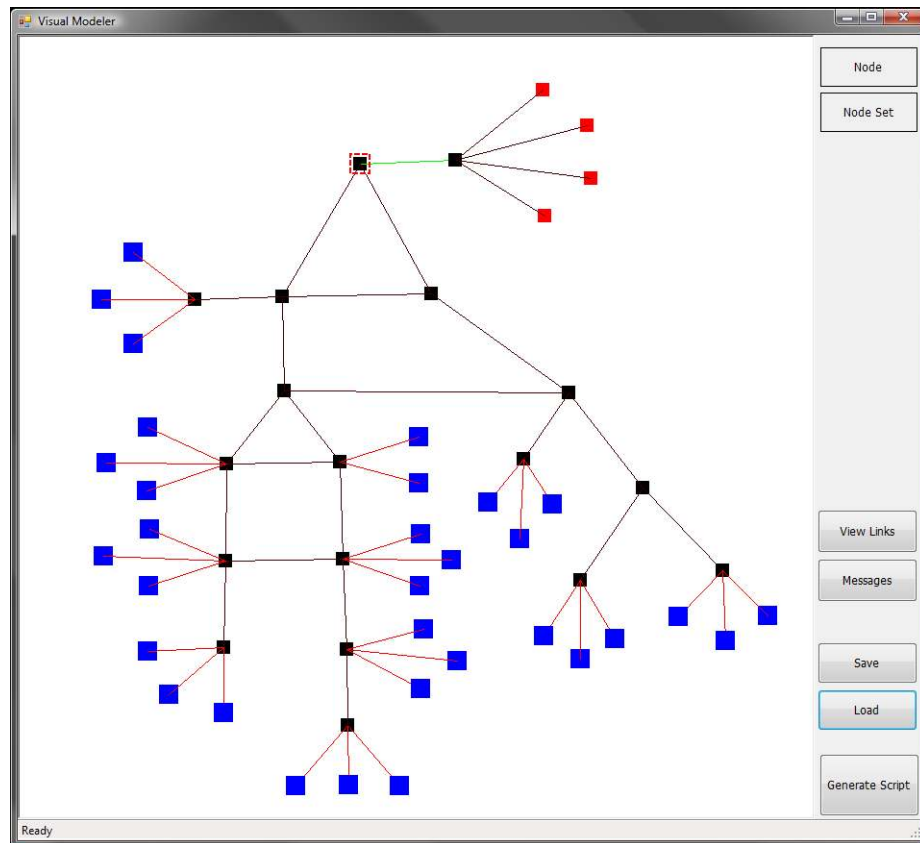 Visual Modeler
Node
Node Set
View Links
Messages
Save
Load
Generate Script
Ready